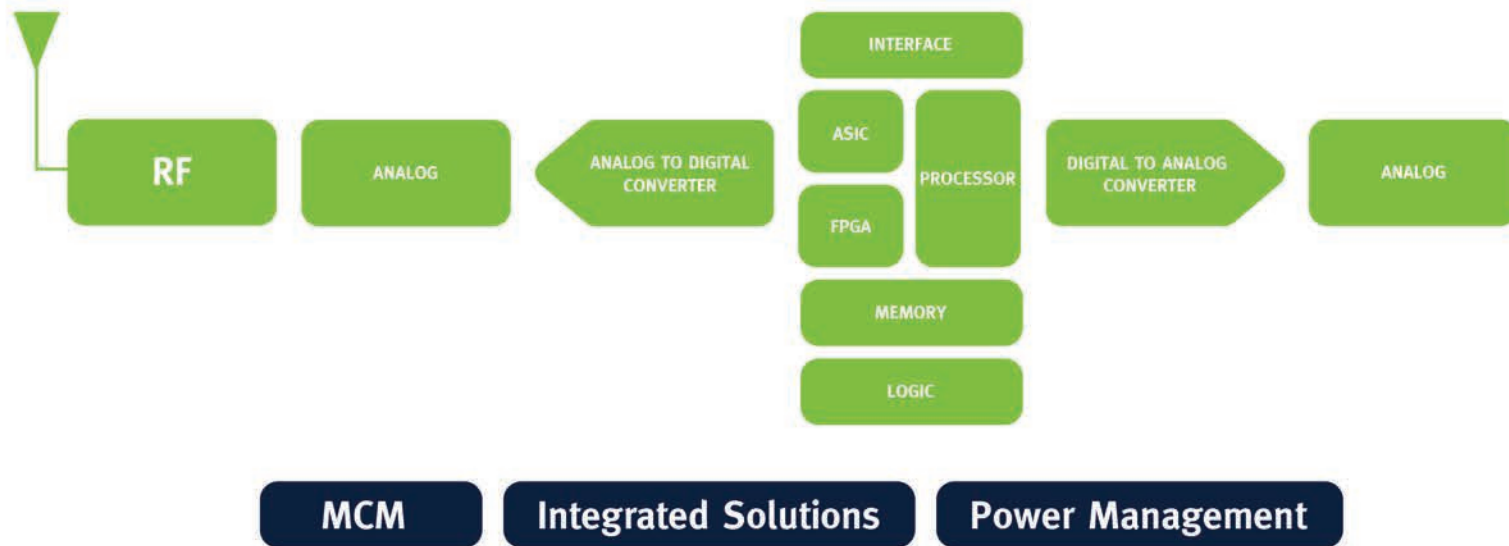 INTERFACE
RF
ANALOG
ANALOG TO DIGITAL
CONVERTER
ASIC
FPGA
PROCESSOR
DIGITAL TO ANALOG
CONVERTER
ANALOG
MEMORY
LOGIC
MCM
Integrated Solutions
Power Management